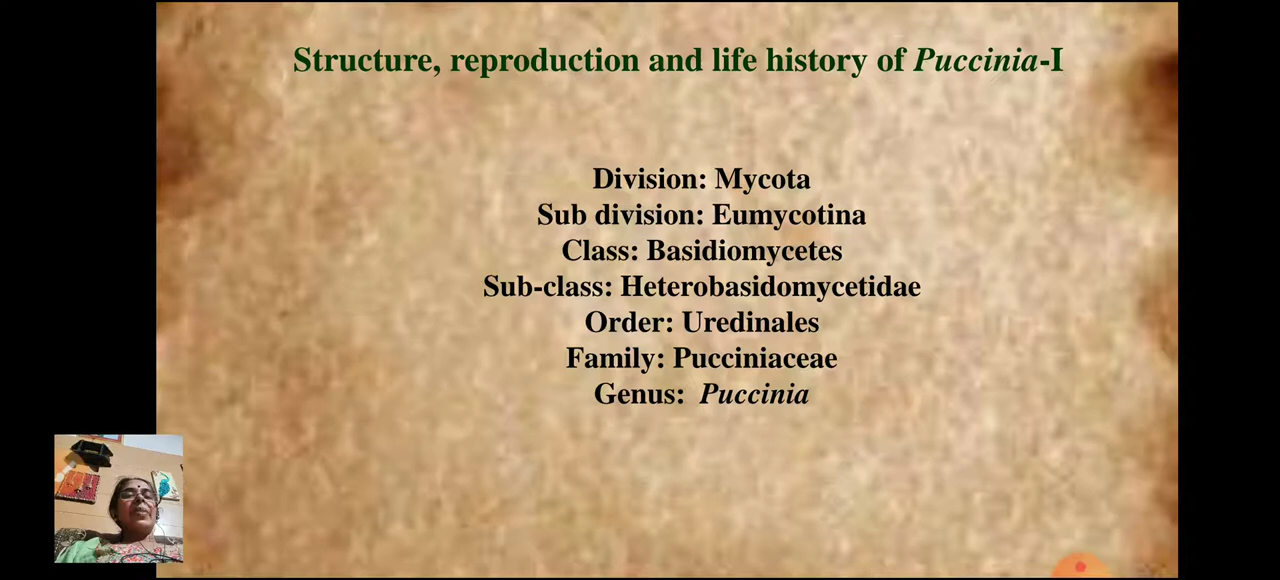 Structure, reproduction and life history of Puccinia-I
Division: Mycota
Sub division: Eumycotina
Class: Basidiomycetes
Sub-class: Heterobasidomycetidae
Order: Uredinales
Family: Pucciniaceae
Genus: Puccinia